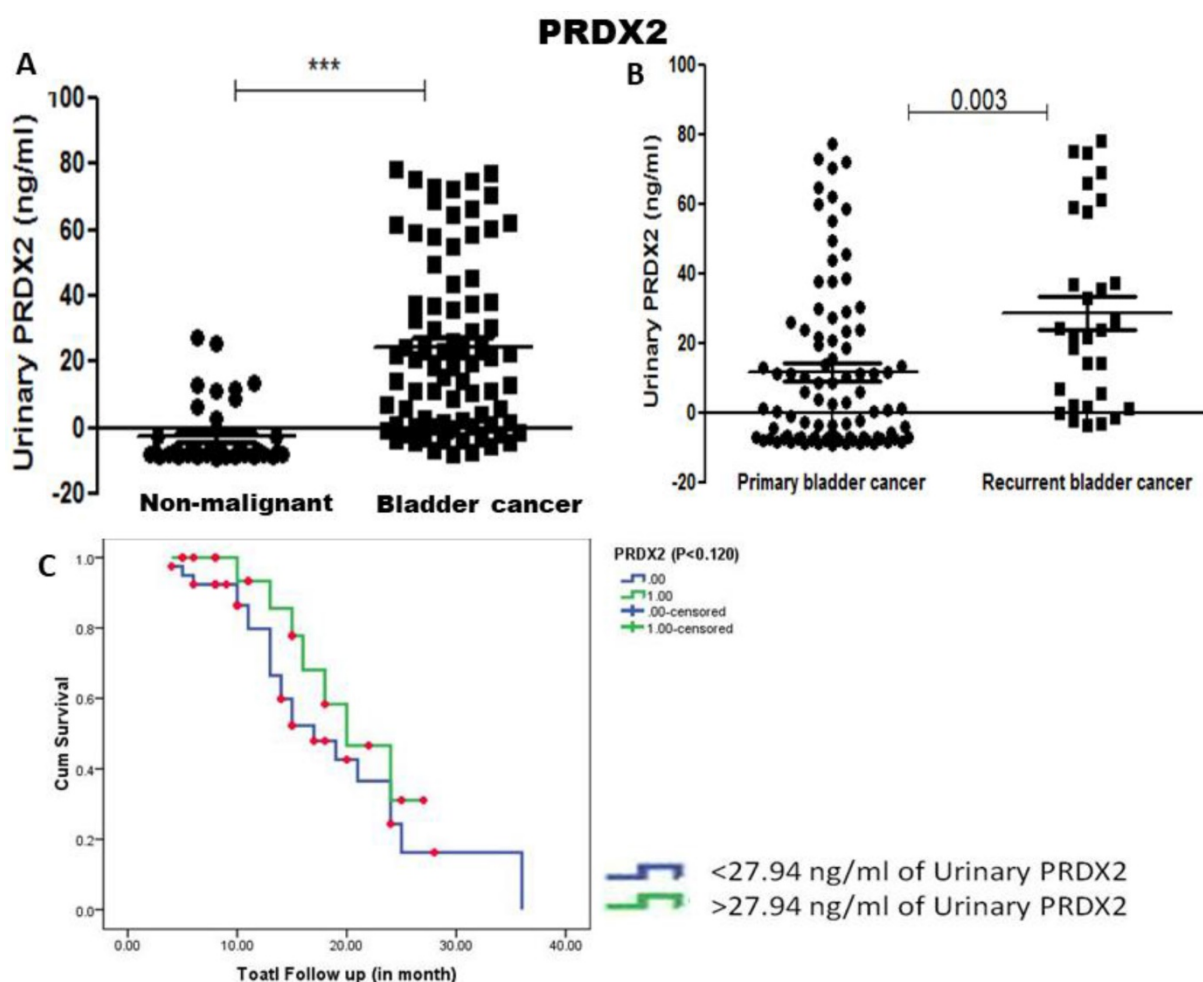 PRDX2
A
***
Urinary PRDX2 (ng/ml)
100
80
60
40
20
0
-20
Non-malignant
Bladder cancer
B
0.003
Urinary PRDX2 (ng/ml)
100
80
60
40
20
0
-20
Primary bladder cancer
Recurrent bladder cancer
C
Cum Survival
1.0
0.8
0.6
0.4
0.2
0.0
0.00
10.00
20.00
30.00
40.00
Toatl Follow up (in month)
PRDX2 (P<0.120)
.00
1.00
.00-censored
1.00-censored
<27.94 ng/ml of Urinary PRDX2
>27.94 ng/ml of Urinary PRDX2